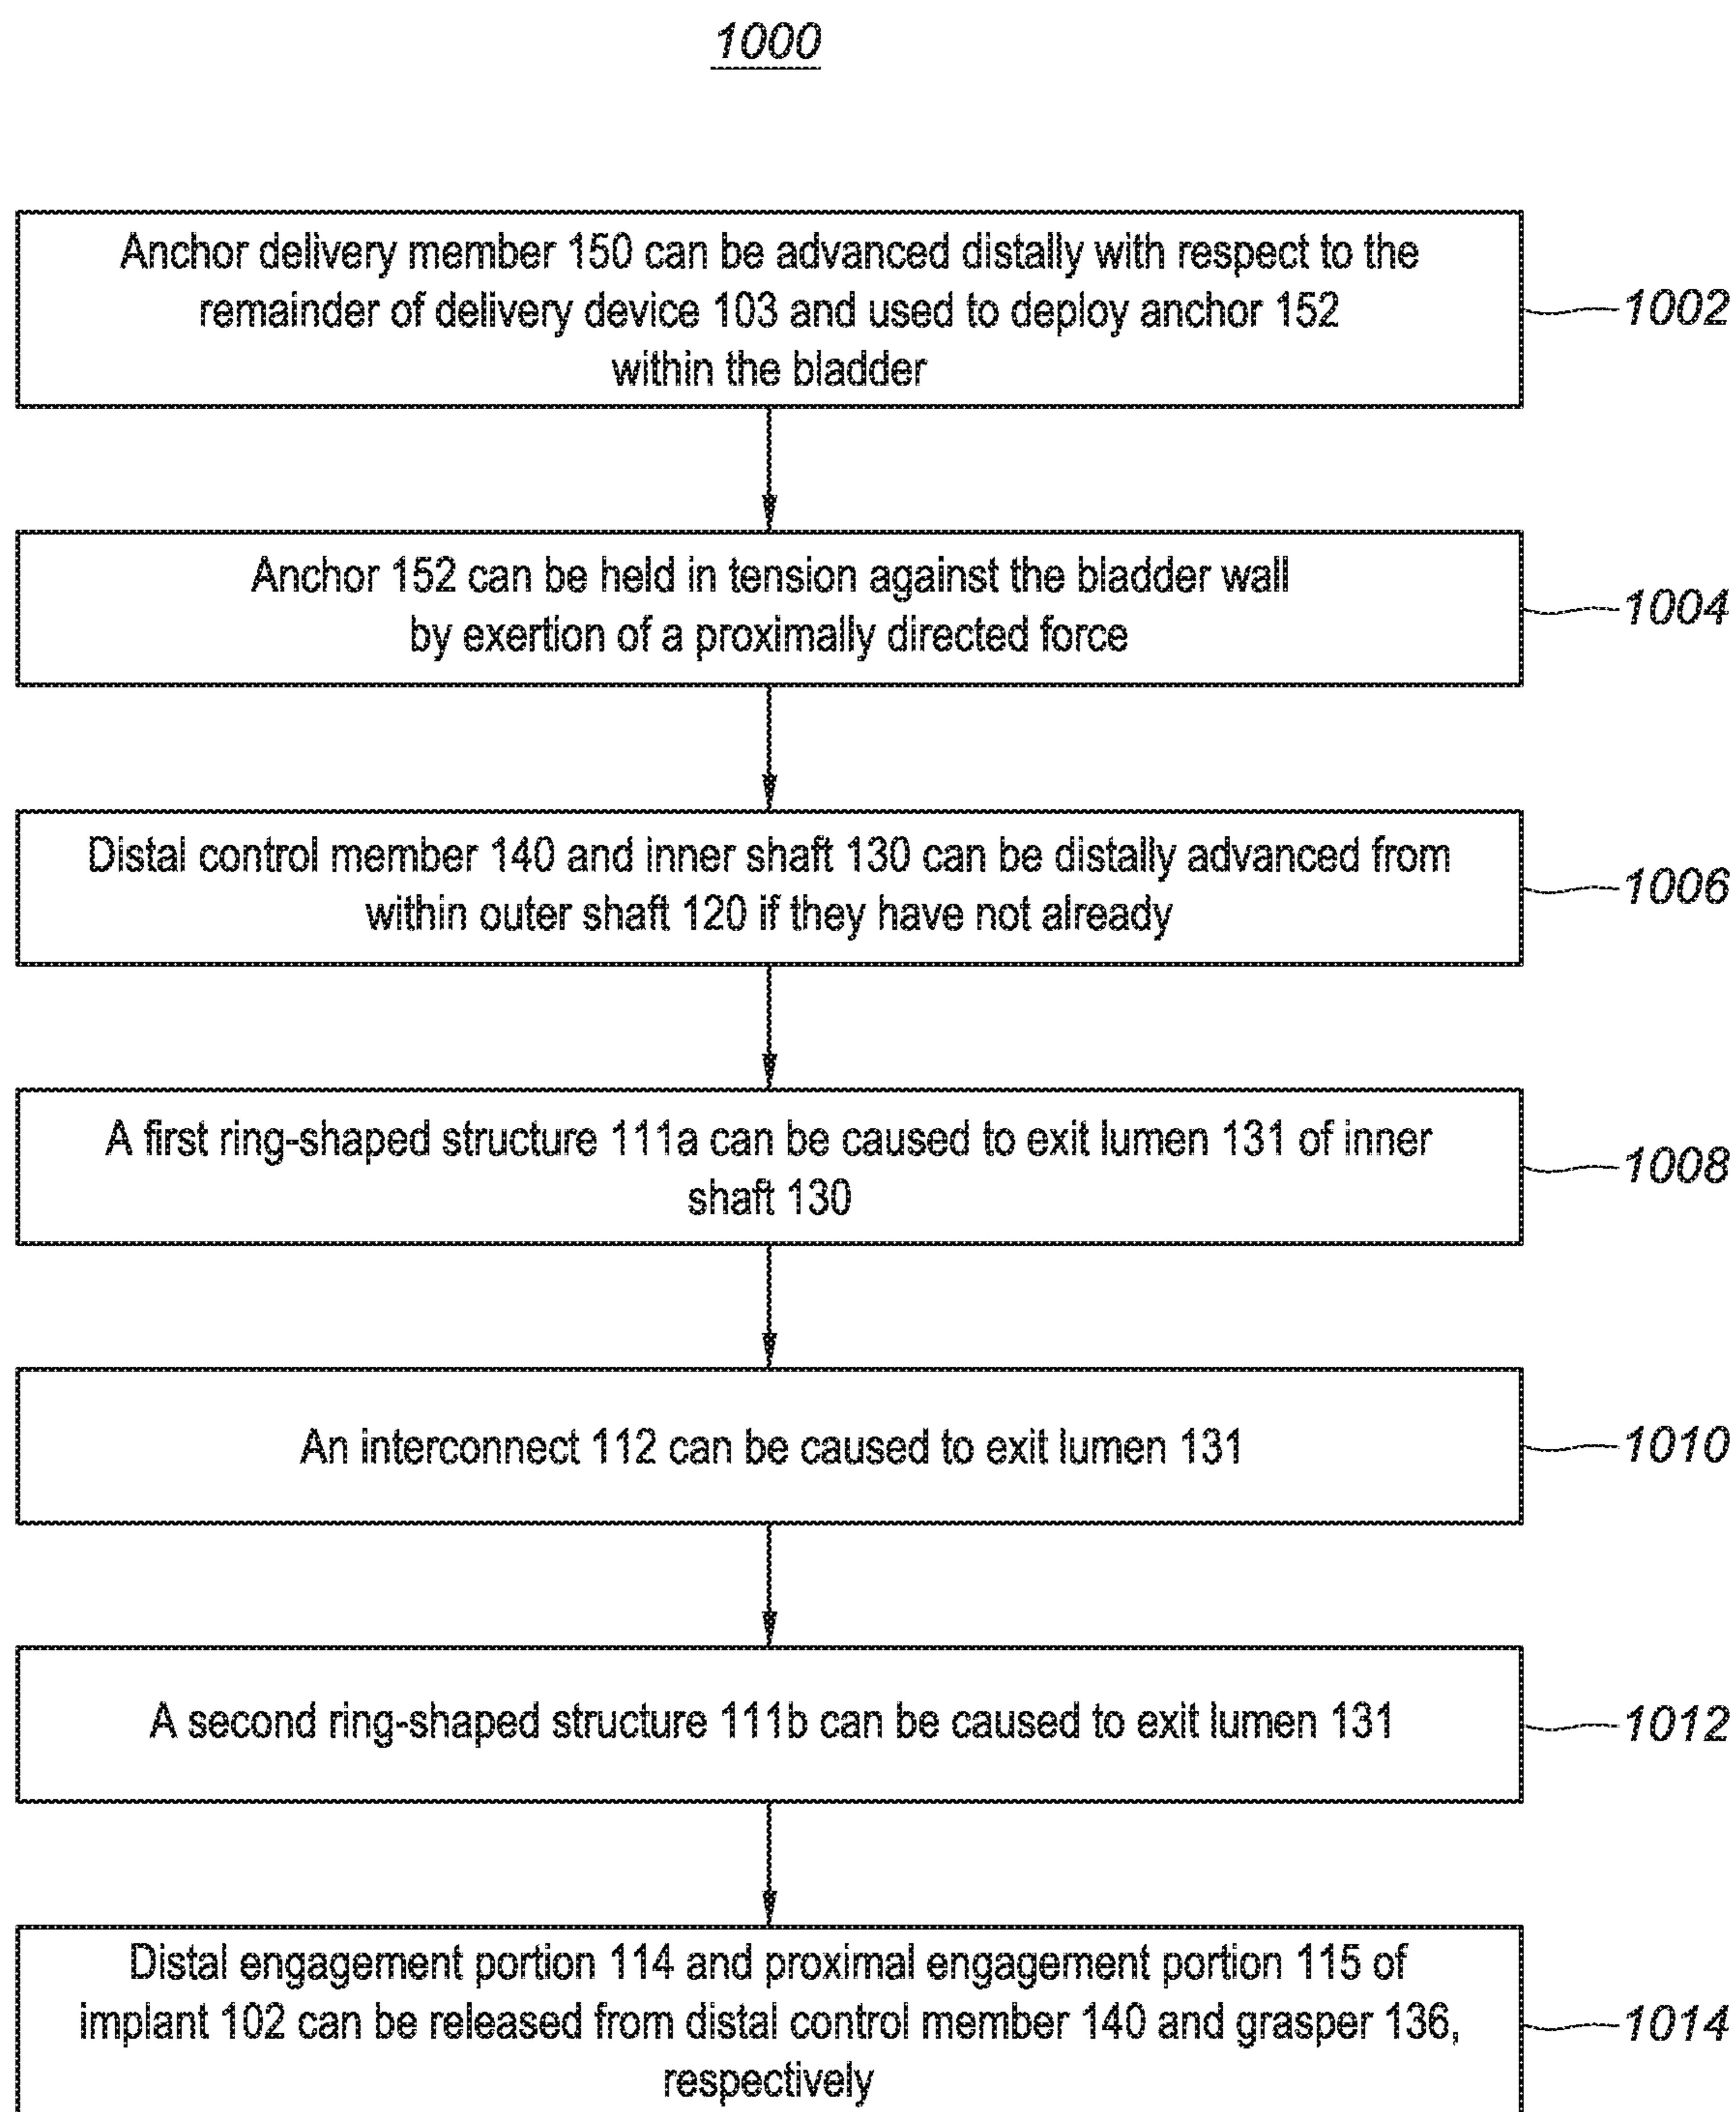 1000
Anchor delivery member 150 can be advanced distally with respect to the
remainder of delivery device 103 and used to deploy anchor 152
within the bladder
1002
Anchor 152 can be held in tension against the bladder wall
by exertion of a proximally directed force
1004
Distal control member 140 and inner shaft 130 can be distally advanced from
within outer shaft 120 if they have not already
1006
A first ring-shaped structure 111a can be caused to exit lumen 131 of inner
shaft 130
1008
An interconnect 112 can be caused to exit lumen 131
1010
A second ring-shaped structure 111b can be caused to exit lumen 131
1012
Distal engagement portion 114 and proximal engagement portion 115 of
implant 102 can be released from distal control member 140 and grasper 136,
respectively
1014